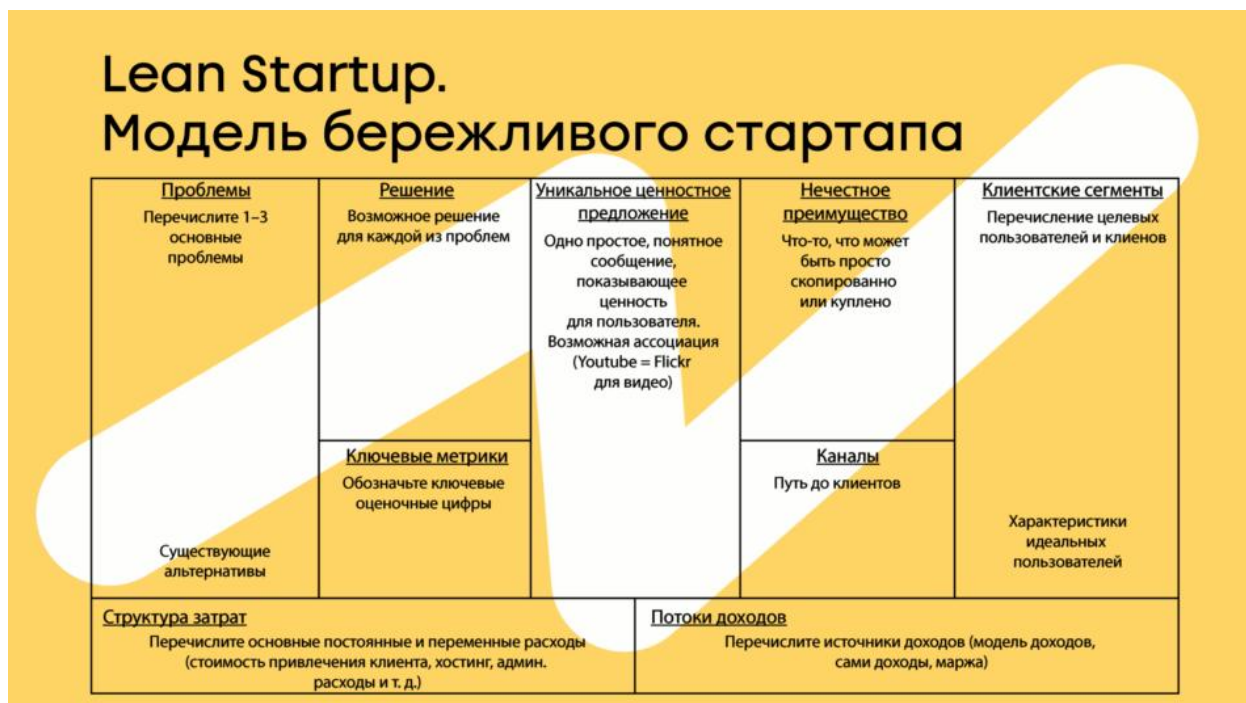 Lean Startup.
Модель бережливого стартапа
Проблемы
Перечислите 1–3
основные
проблемы
Существующие
альтернативы
Решение
Возможное решение
для каждой из проблем
Ключевые метрики
Обозначьте ключевые
оценочные цифры
Уникальное ценностное
предложение
Одно простое, понятное
сообщение,
показывающее
ценность
для пользователя.
Возможная ассоциация
(Youtube = Flickr
для видео)
Нечестное
преимущество
Что-то, что может
быть просто
скопированно
или куплено
Каналы
Путь до клиентов
Клиентские сегменты
Перечисление целевых
пользователей и клиенов
Характеристики
идеальных
пользователей
Структура затрат
Перечислите основные постоянные и переменные расходы
(стоимость привлечения клиента, хостинг, админ.
расходы и т. д.)
Потоки доходов
Перечислите источники доходов (модель доходов,
сами доходы, маржа)